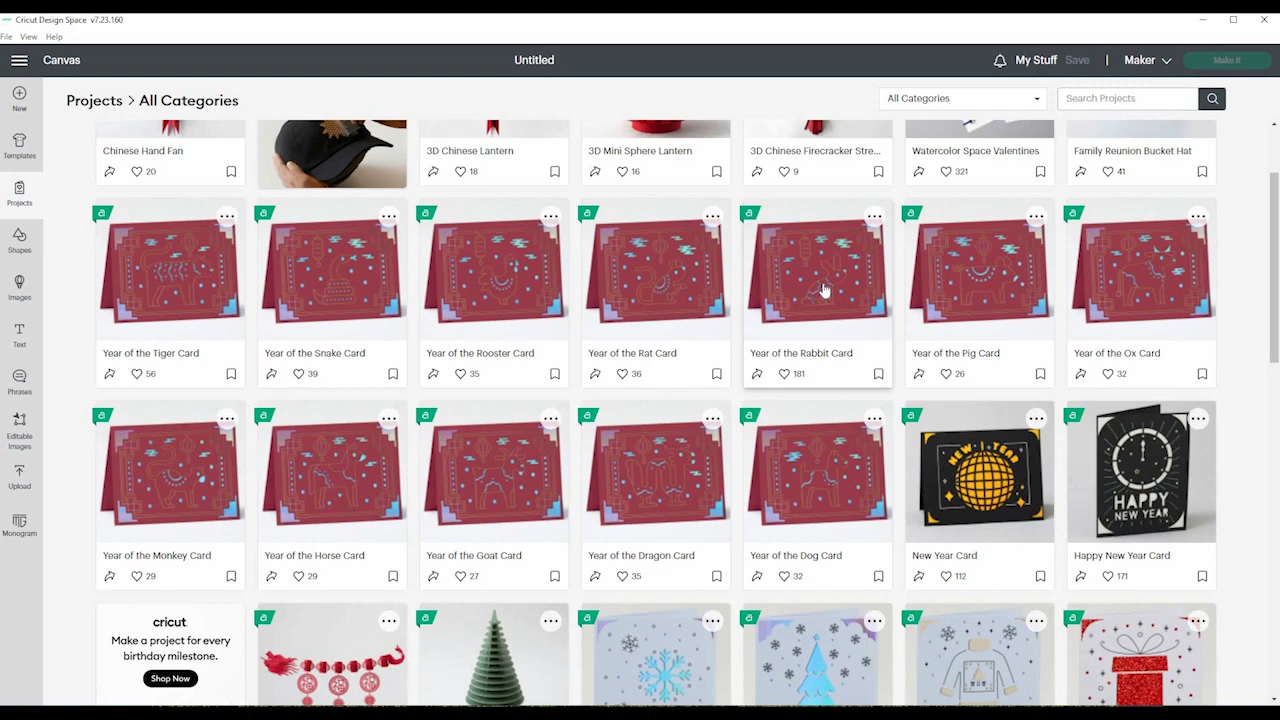 Cricut Design Space v7.23.160
File View Help
Canvas
Untitled
My Stuff Save | Maker Make It
New
Templates
Projects
Shapes
Images
Text
Phrases
Editable
Images
Upload
Monogram
Projects > All Categories
All Categories
Search Projects
Chinese Hand Fan
3D Chinese Lantern
3D Mini Sphere Lantern
3D Chinese Firecracker Stre...
Watercolor Space Valentines
Family Reunion Bucket Hat
20
18
16
9
321
41
a a a a a a a
Year of the Tiger Card
Year of the Snake Card
Year of the Rooster Card
Year of the Rat Card
Year of the Rabbit Card
Year of the Pig Card
Year of the Ox Card
56
39
35
36
181
26
32
a a a a a a a
NEW YEAR
HAPPY
NEW YEAR
Year of the Monkey Card
Year of the Horse Card
Year of the Goat Card
Year of the Dragon Card
Year of the Dog Card
New Year Card
Happy New Year Card
29
29
27
35
32
112
171
cricut
Make a project for every
birthday milestone.
Shop Now
a a a a a a